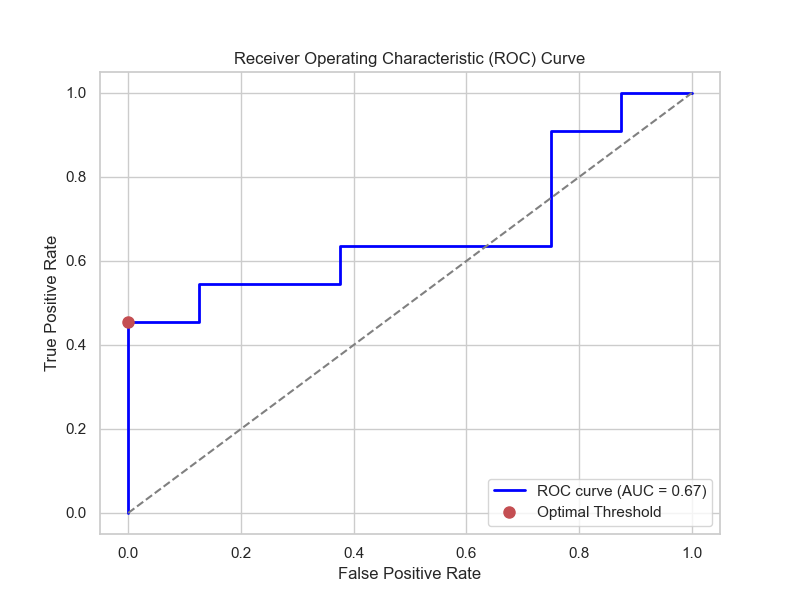 Receiver Operating Characteristic (ROC) Curve
True Positive Rate
1.0
0.8
0.6
0.4
0.2
0.0
ROC curve (AUC = 0.67)
Optimal Threshold
0.0 0.2 0.4 0.6 0.8 1.0
False Positive Rate